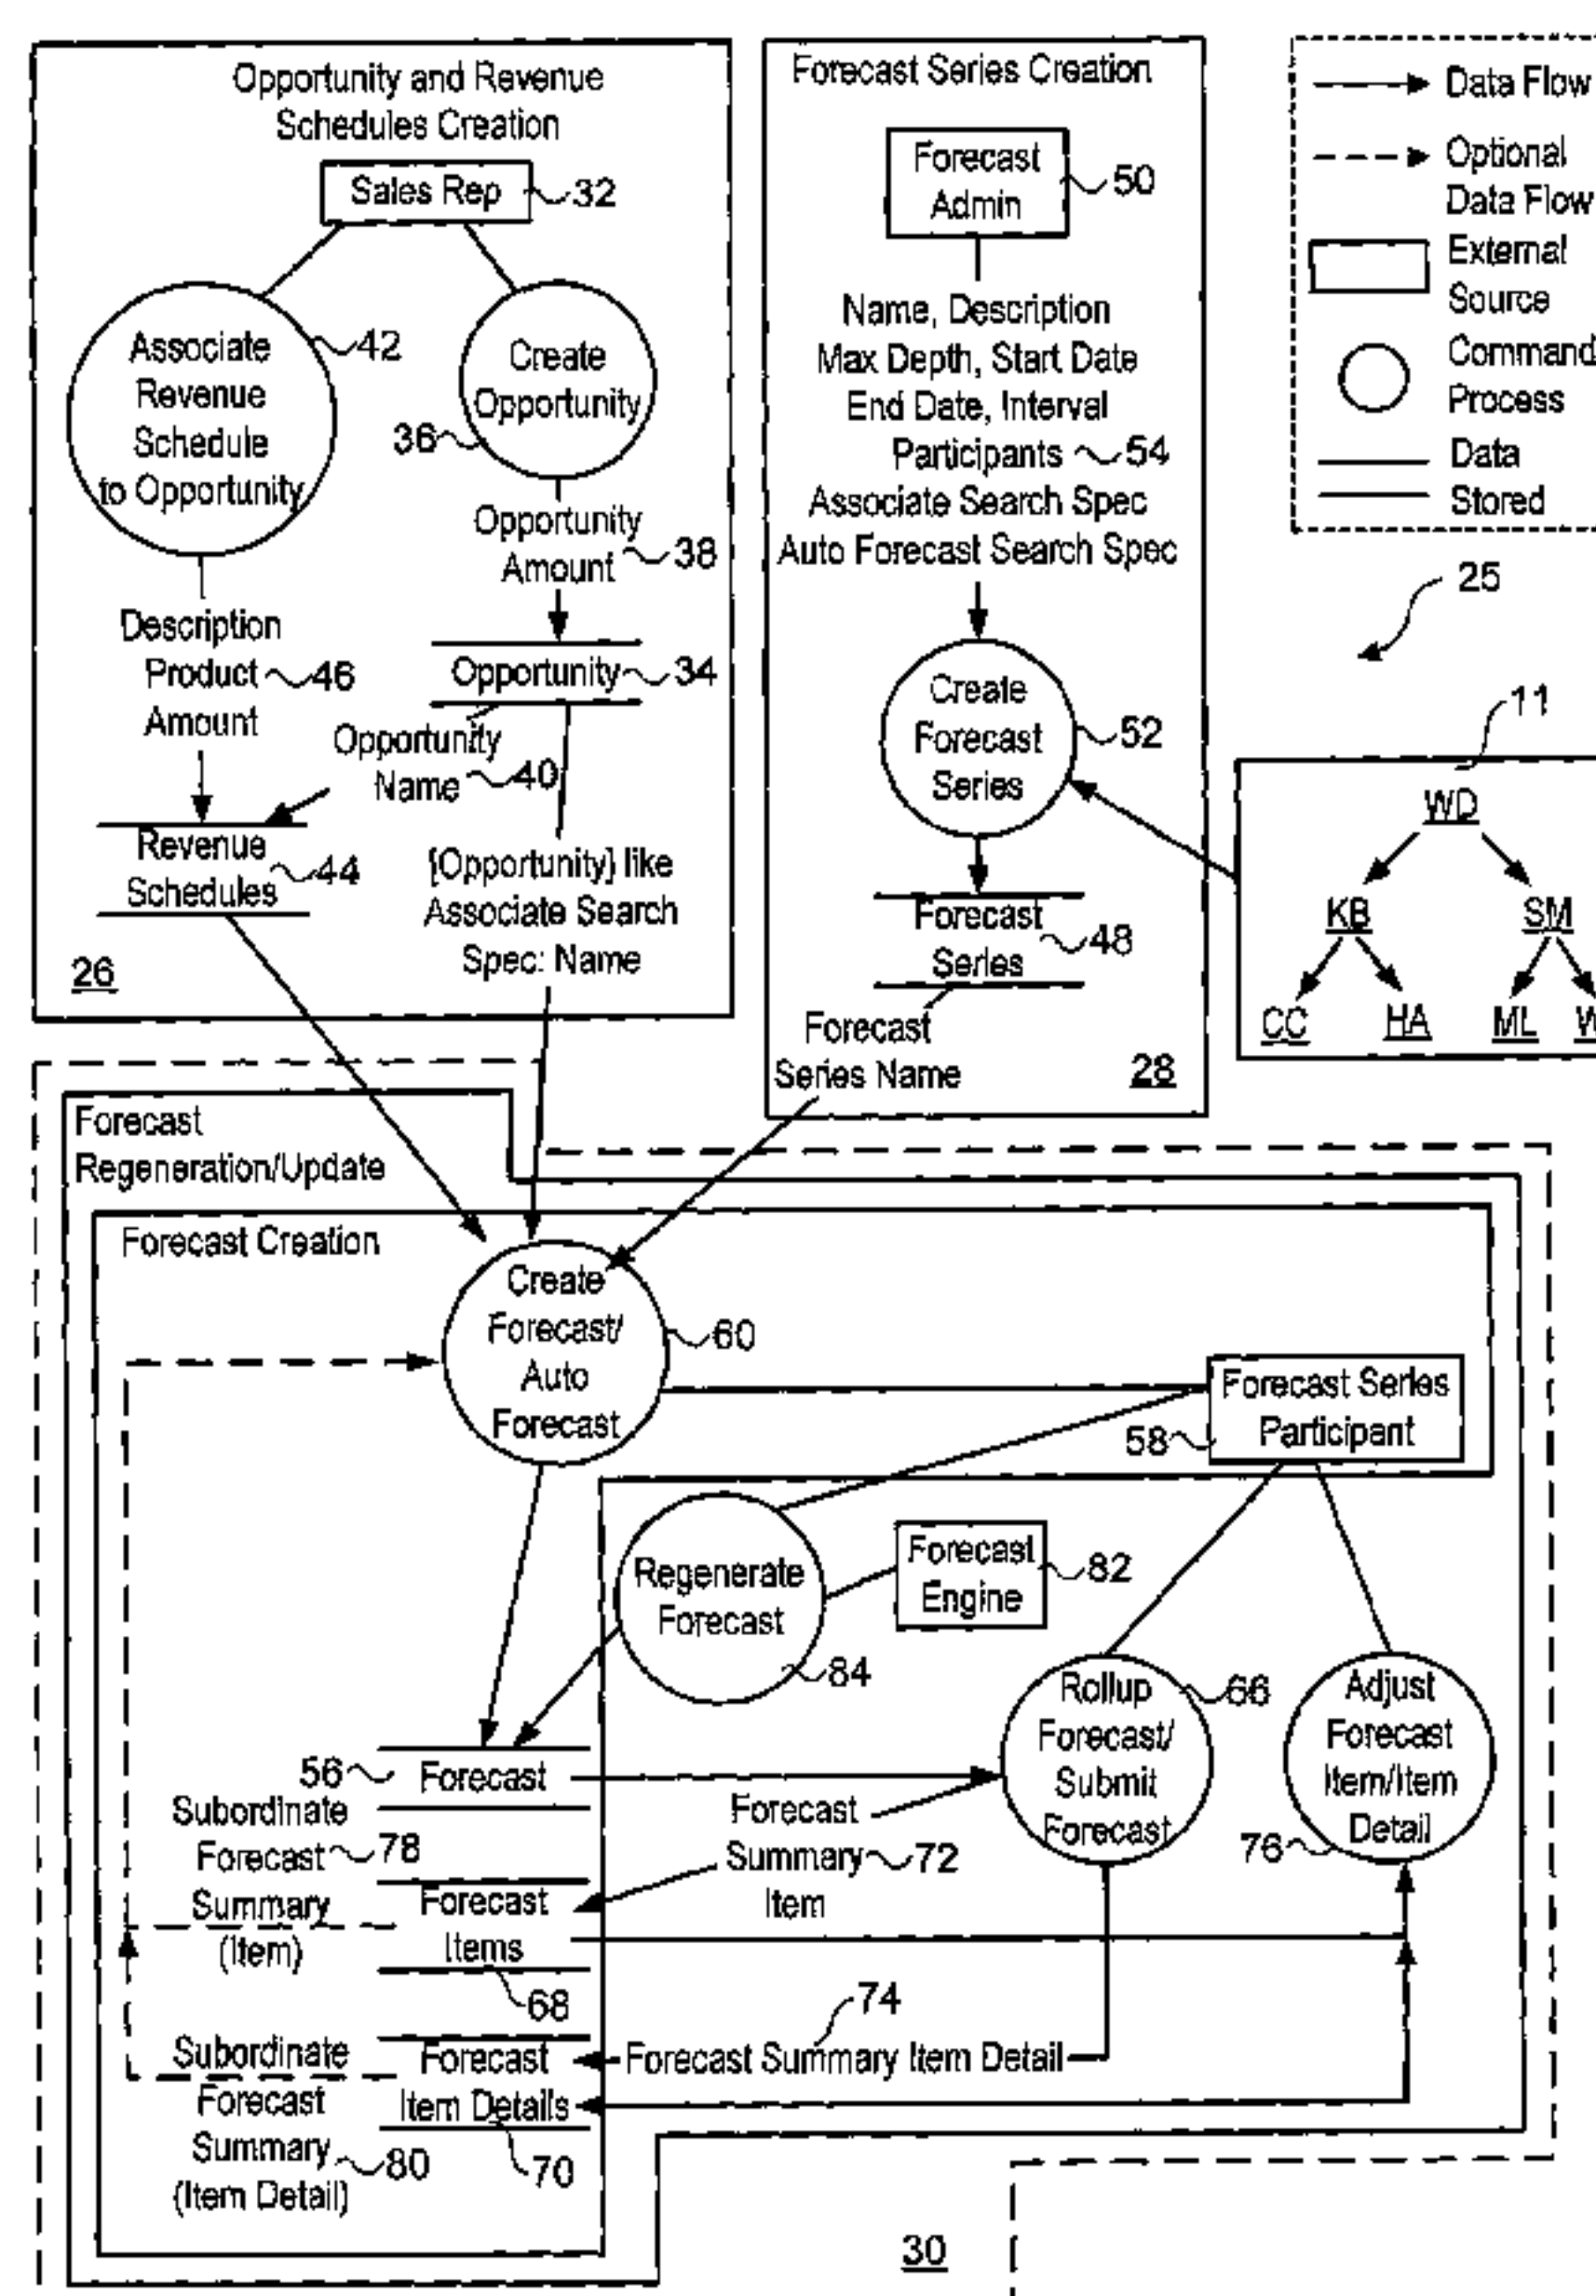 Opportunity and Revenue
Schedules Creation
Sales Rep
32
Associate
Revenue
Schedule
to Opportunity
42
Create
Opportunity
36
Opportunity
Amount
38
Description
Product
Amount
46
Opportunity
34
Opportunity
Name
40
Revenue
Schedules
44
[Opportunity] like
Associate Search
Spec: Name
26
Forecast Series Creation
Forecast
Admin
50
Name, Description
Max Depth, Start Date
End Date, Interval
Participants
54
Associate Search Spec
Auto Forecast Search Spec
Create
Forecast
Series
52
Forecast
Series
48
Forecast
Series Name
28
Data Flow
Optional
Data Flow
External
Source
Command
Process
Data
Stored
25
11
WD
KB SM
CC HA ML
Forecast
Regeneration/Update
Forecast Creation
Create
Forecast/
Auto
Forecast
60
Forecast Series
Participant
58
Regenerate
Forecast
84
Forecast
Engine
82
Rollup
Forecast/
Submit
Forecast
66
Adjust
Forecast
Item/Item
Detail
76
56
Forecast
Subordinate
Forecast
Summary
(Item)
78
Forecast
Summary
Item
72
Forecast
Items
68
74
Forecast Summary Item Detail
Subordinate
Forecast
Summary
(Item Detail)
80
Forecast
Item Details
70
30